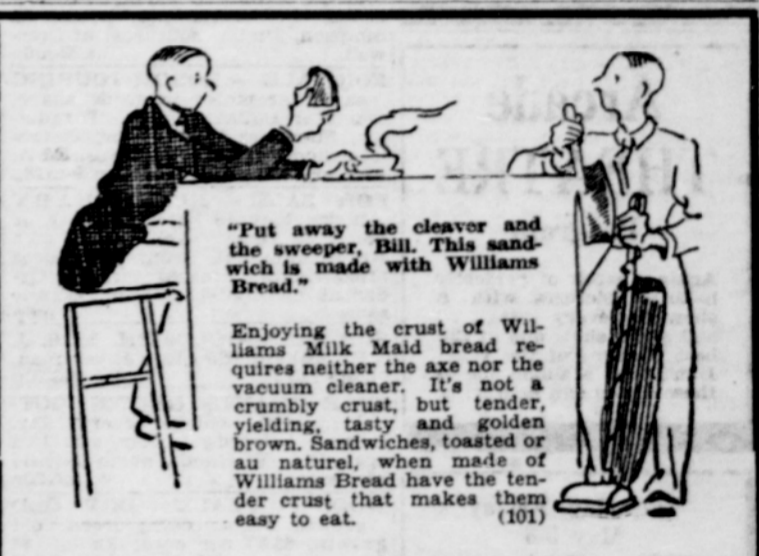 "Put away the cleaver and
the sweeper, Bill. This sand-
wich is made with Williams
Bread."
Enjoying the crust of Wil-
liams Milk Maid bread re-
quires neither the axe nor the
vacuum cleaner. It's not a
crumbly crust, but tender,
yielding, tasty and golden
brown. Sandwiches, toasted or
au naturel, when made of
Williams Bread have the ten-
der crust that makes them
easy to eat. (101)